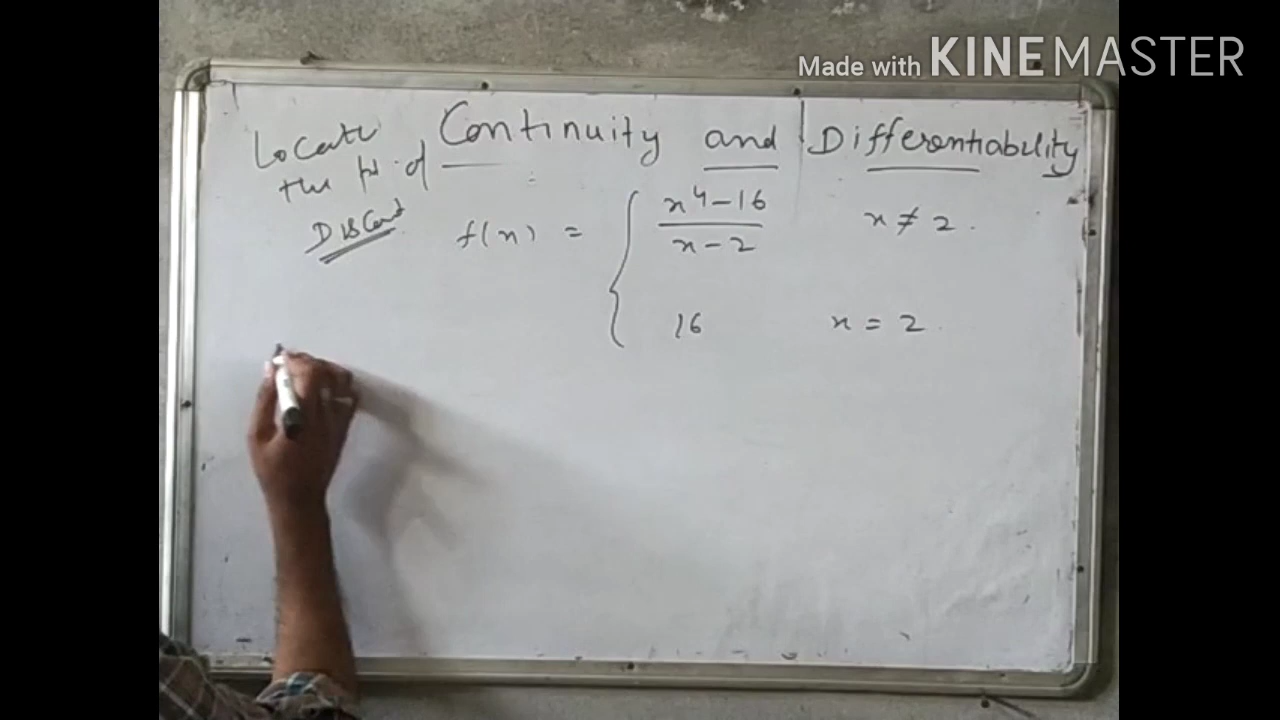 Made with KINEMASTER
Continuity and Differentiability
Locate
the pt. of
Discont
f(x) = { x⁴-16 / x-2   x ≠ 2.
16   x = 2.